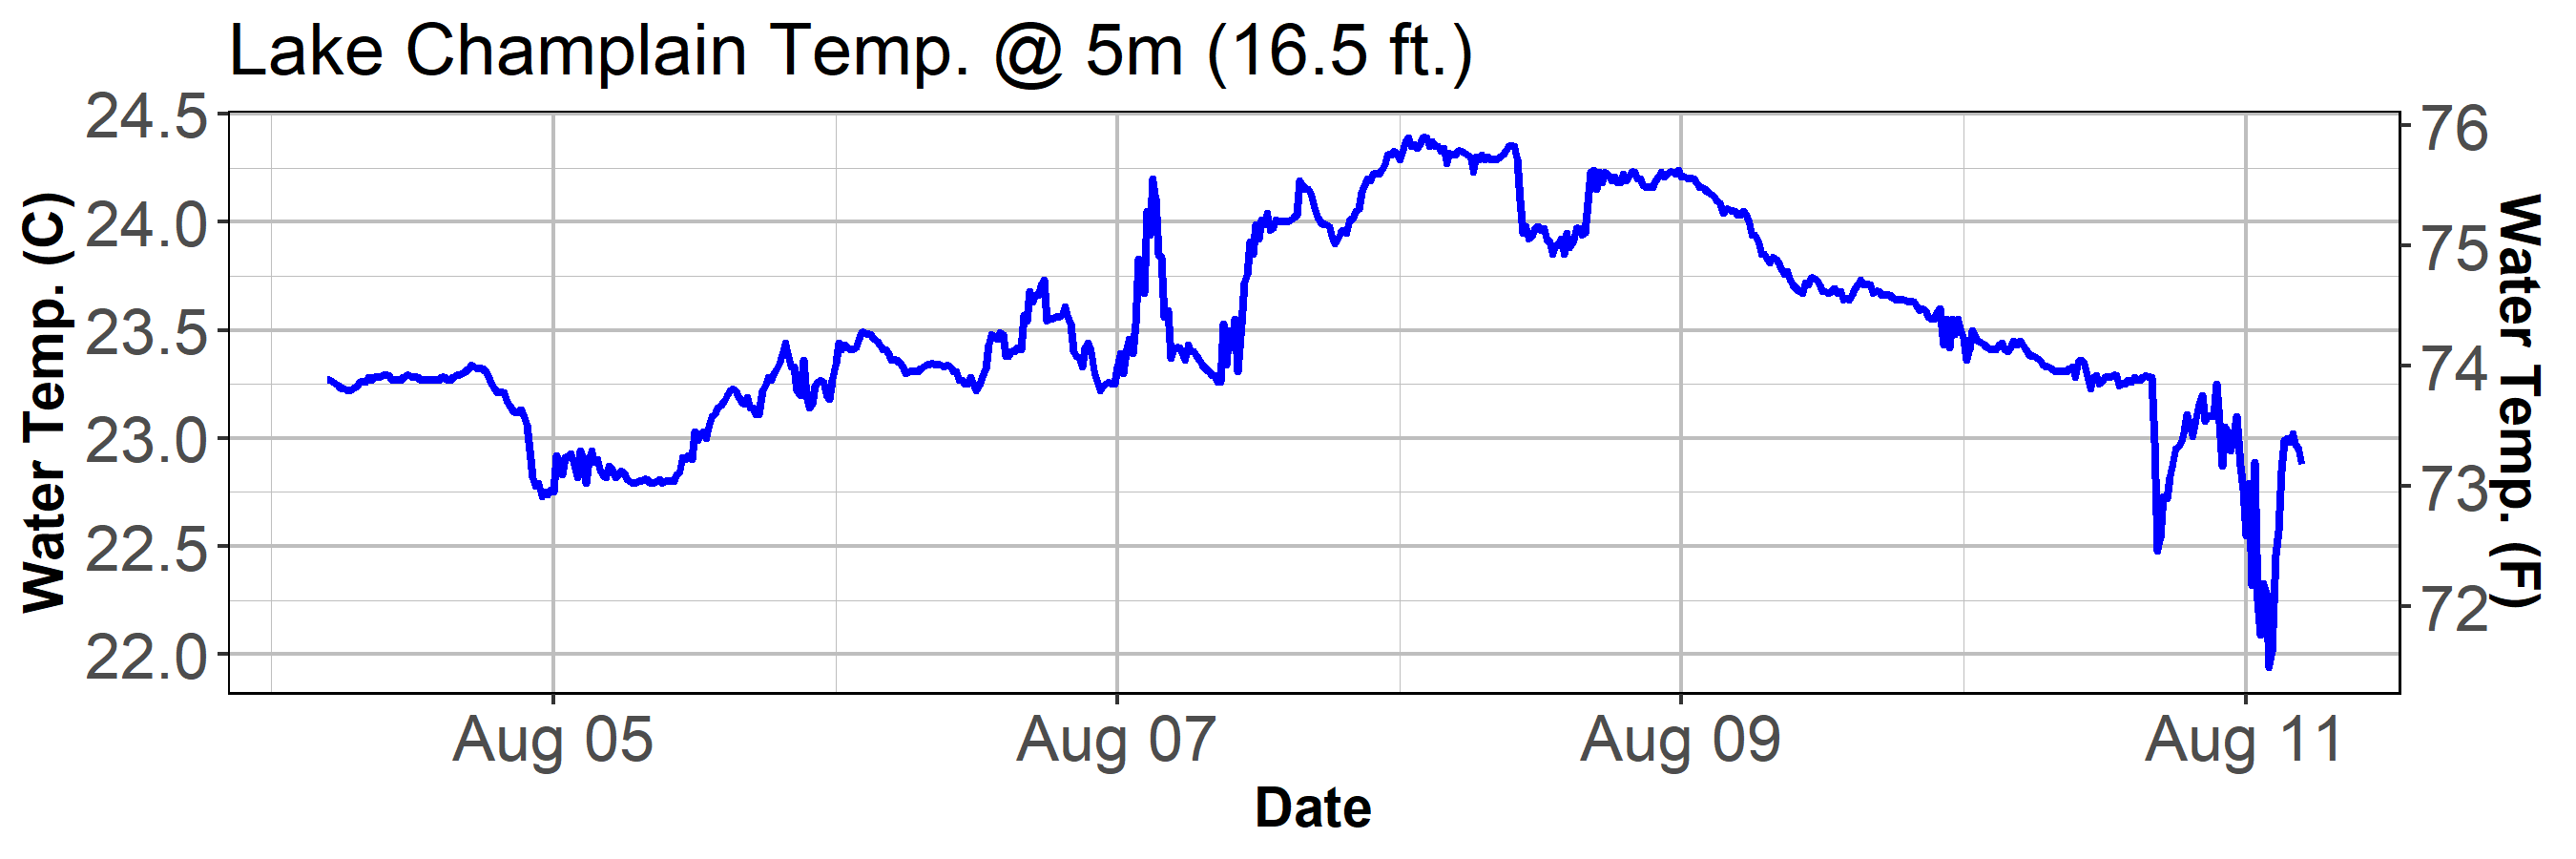 Lake Champlain Temp. @ 5m (16.5 ft.)
Water Temp. (C)
24.5
24.0
23.5
23.0
22.5
22.0
76
75
74
73
72
Water Temp. (F)
Aug 05 Aug 07 Aug 09 Aug 11
Date